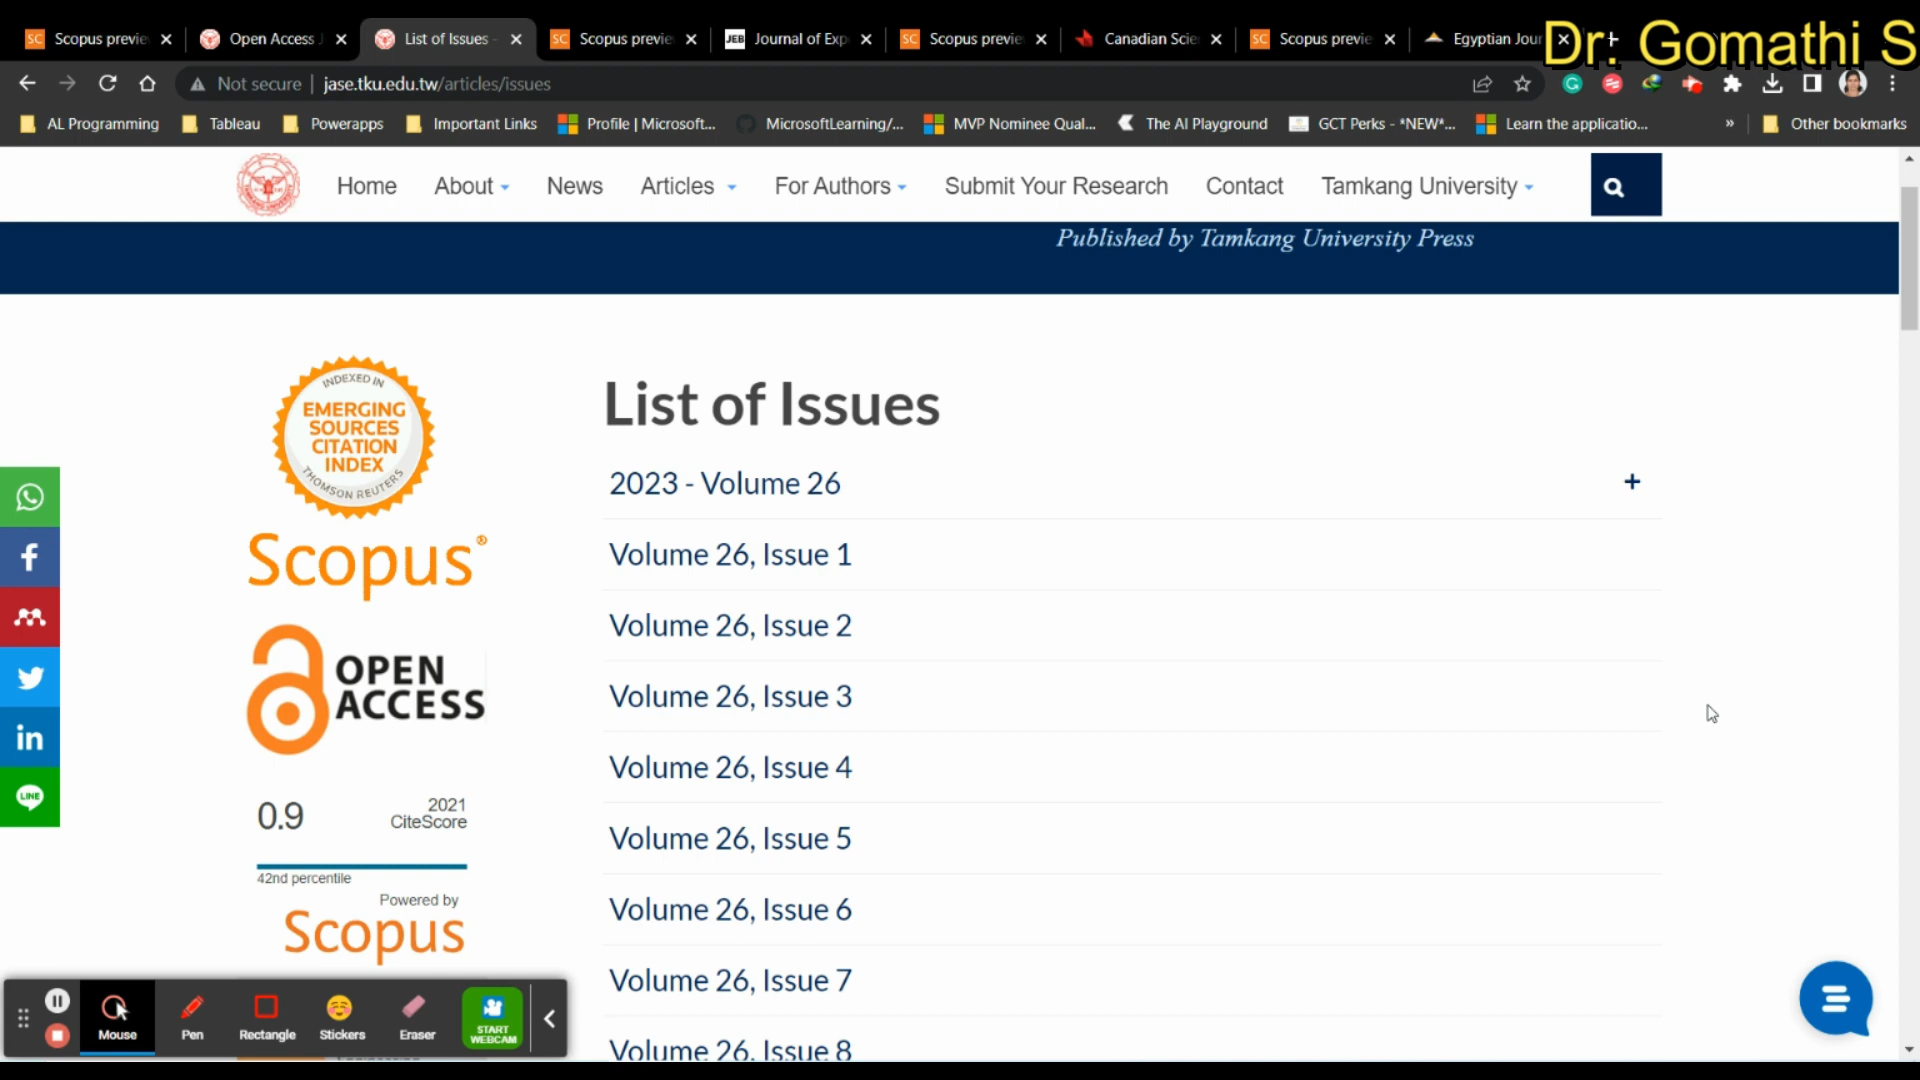 Scopus previe
Open Access J
List of Issues -
Scopus previe
JEB Journal of Exp
Scopus previe
Canadian Scie
Scopus previe
Egyptian Jour
Dr. Gomathi S
Not secure
jase.tku.edu.tw/articles/issues
AL Programming
Tableau
Powerapps
Important Links
Profile | Microsoft...
MicrosoftLearning/...
MVP Nominee Qual...
The AI Playground
GCT Perks - *NEW*...
Learn the applicatio...
»
Other bookmarks
Home
About
News
Articles
For Authors
Submit Your Research
Contact
Tamkang University
Published by Tamkang University Press
INDEXED IN
EMERGING
SOURCES
CITATION
INDEX
THOMSON REUTERS
Scopus®
OPEN
ACCESS
0.9
2021
CiteScore
42nd percentile
Powered by
Scopus
List of Issues
2023 - Volume 26
+
Volume 26, Issue 1
Volume 26, Issue 2
Volume 26, Issue 3
Volume 26, Issue 4
Volume 26, Issue 5
Volume 26, Issue 6
Volume 26, Issue 7
Volume 26, Issue 8
LINE
Mouse
Pen
Rectangle
Stickers
Eraser
START
WEBCAM